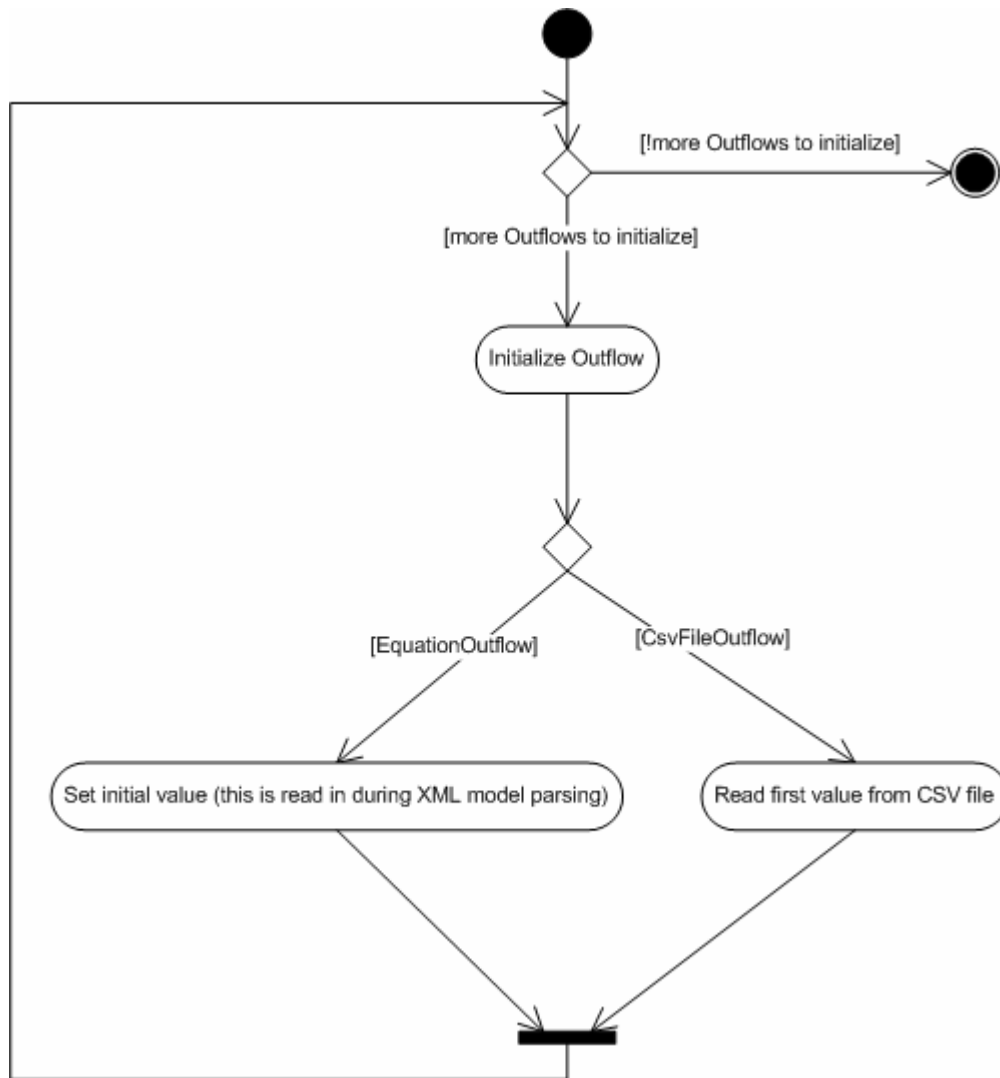 [!more Outflows to initialize]
[more Outflows to initialize]
Initialize Outflow
[EquationOutflow]
[CsvFileOutflow]
Set initial value (this is read in during XML model parsing)
Read first value from CSV file